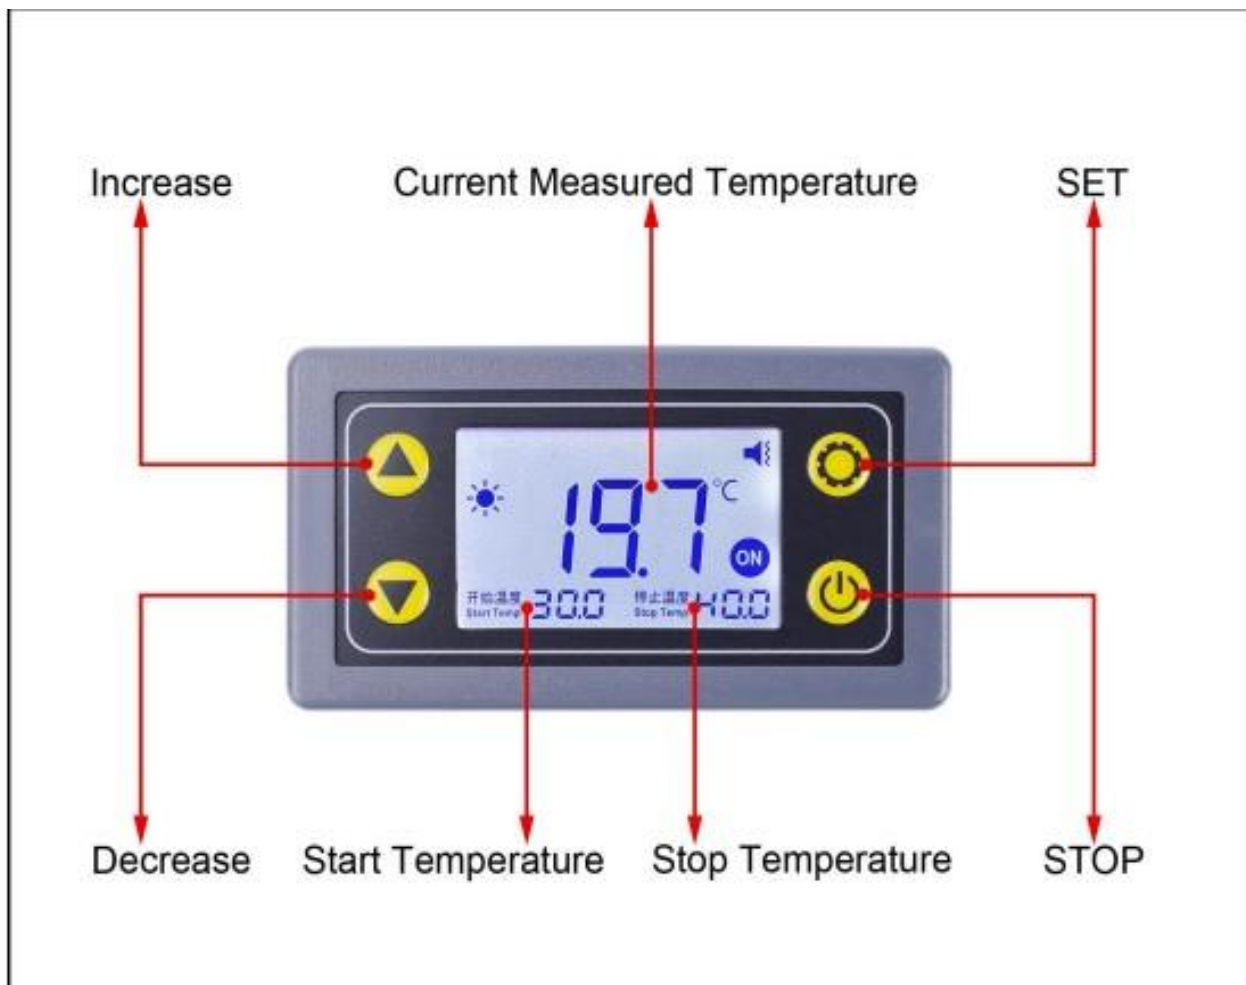 Increase
Current Measured Temperature
SET
19.7 °C
ON
开始温度
Start Temp
30.0
停止温度
Stop Temp
40.0
Decrease
Start Temperature
Stop Temperature
STOP